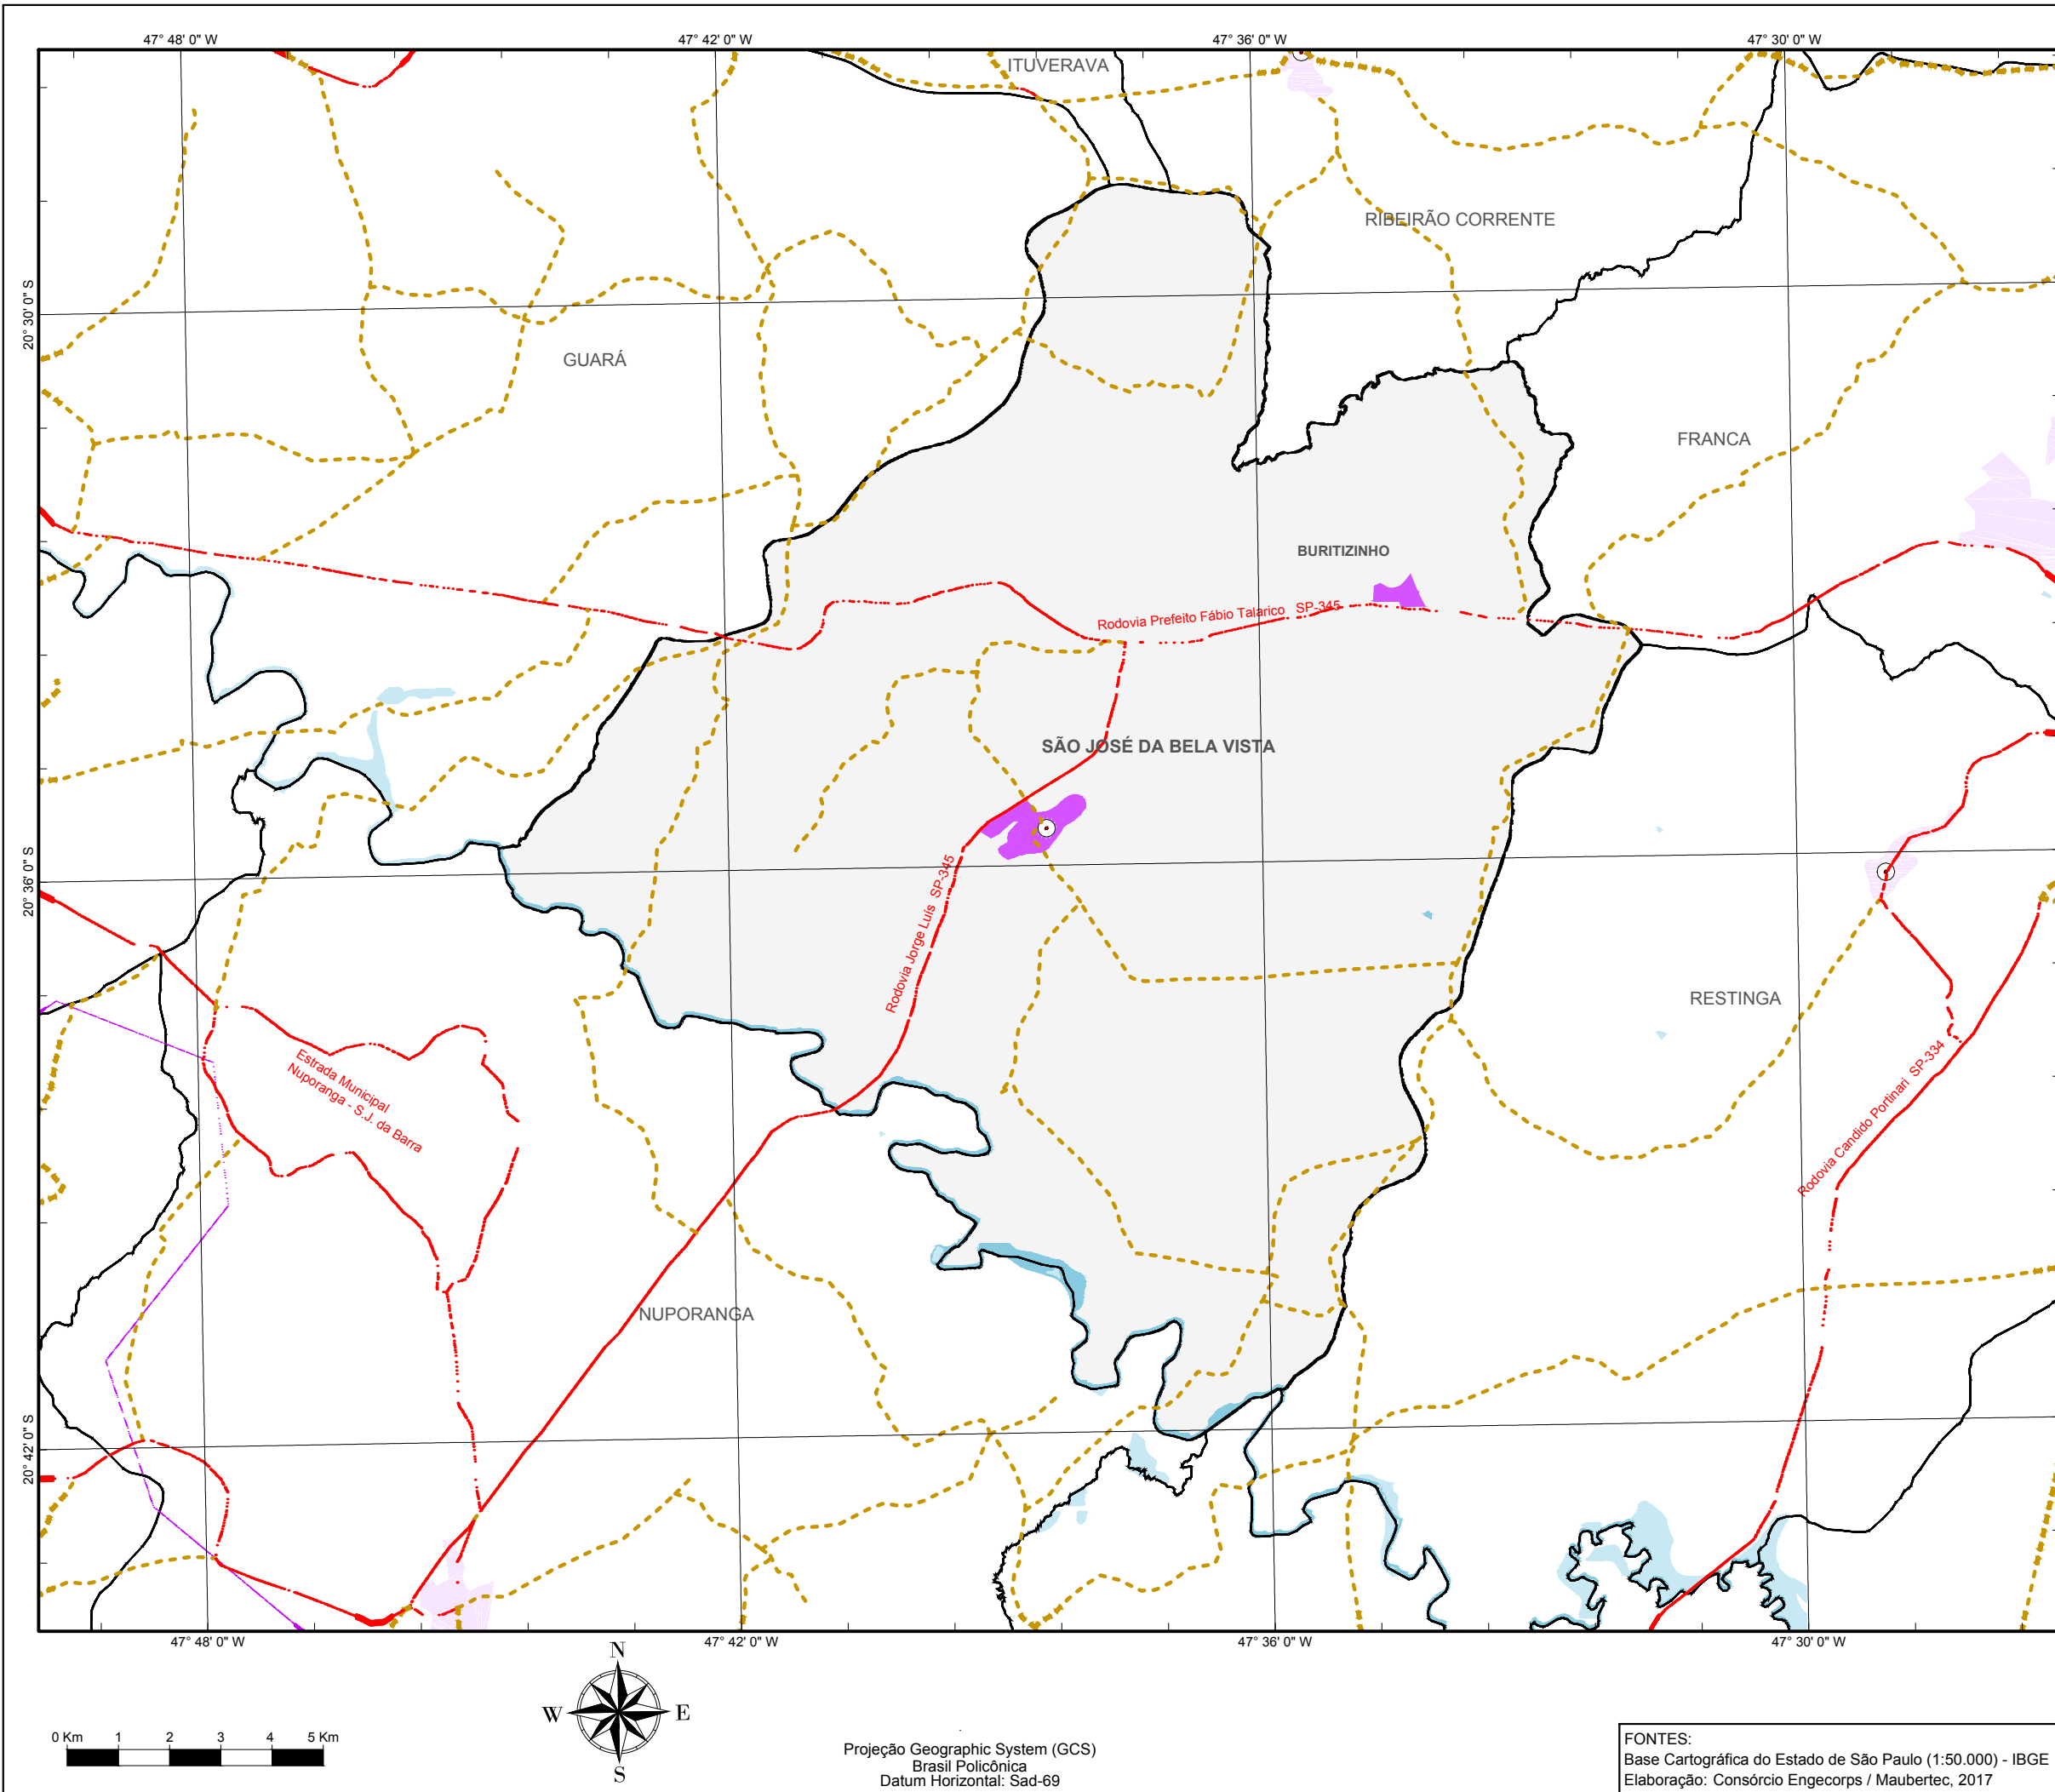 47° 48' 0" W
47° 42' 0" W
47° 36' 0" W
47° 30' 0" W
ITUVERAVA
RIBEIRÃO CORRENTE
20° 30' 0" S
GUARÁ
FRANCA
BURITIZINHO
Rodovia Prefeito Fábio Talarico SP-345
SÃO JOSÉ DA BELA VISTA
20° 36' 0" S
Rodovia Jorge Luís SP-345
RESTINGA
Estrada Municipal
Nuporanga - S.J. da Barra
Rodovia Candido Portinari SP-334
NUPORANGA
20° 42' 0" S
47° 48' 0" W
47° 42' 0" W
47° 36' 0" W
47° 30' 0" W
N
W
E
S
0 Km 1 2 3 4 5 Km
Projeção Geographic System (GCS)
Brasil Policônica
Datum Horizontal: Sad-69
FONTES:
Base Cartográfica do Estado de São Paulo (1:50.000) - IBGE
Elaboração: Consórcio Engecorps / Maubertec, 2017